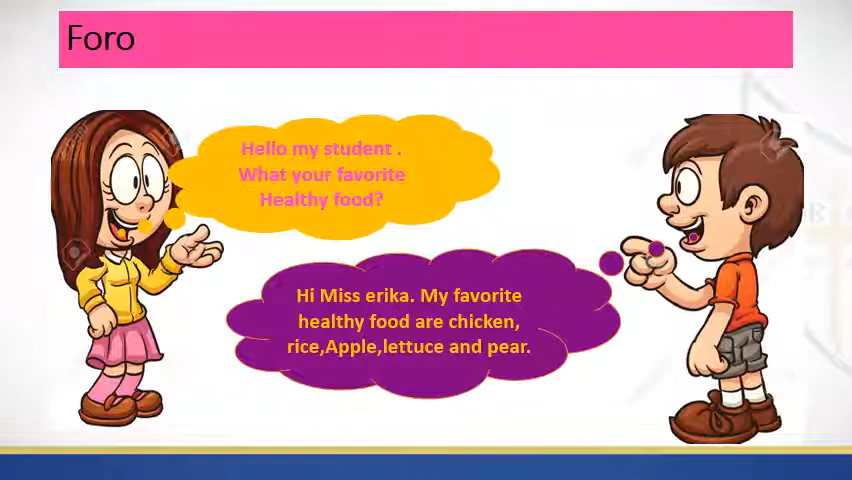 Foro
Hello my student .
What your favorite
Healthy food?
Hi Miss erika. My favorite
healthy food are chicken,
rice,Apple,lettuce and pear.